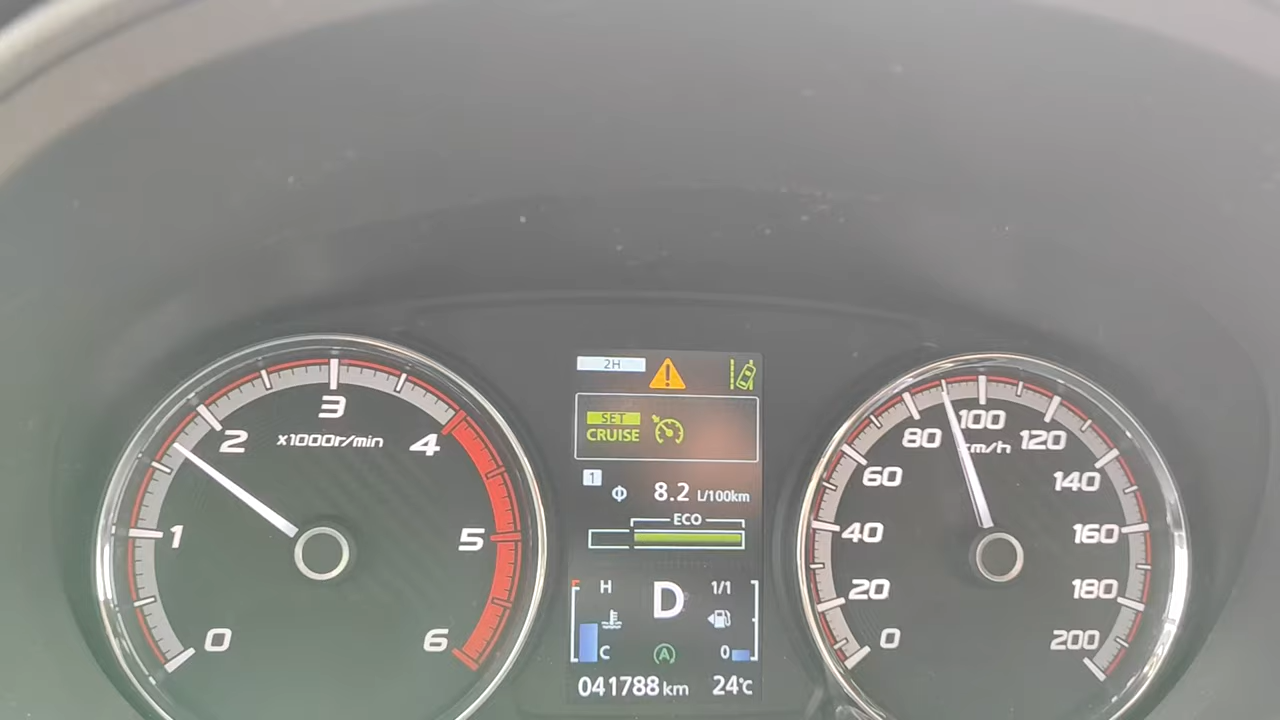 0
1
2
3
4
5
6
x1000r/min
2H
SET
CRUISE
1
Φ 8.2 L/100km
ECO
H D 1/1
C A 0
041788 km 24°C
0
20
40
60
80
100
120
140
160
180
200
km/h